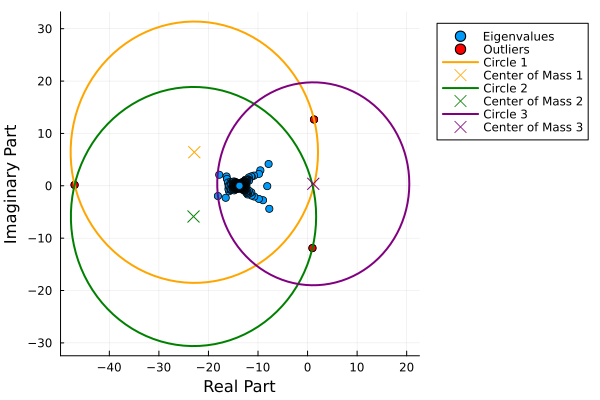 30
20
10
0
−10
−20
−30
−40
−30
−20
−10
0
10
20
Imaginary Part
Real Part
Eigenvalues
Outliers
Circle 1
Center of Mass 1
Circle 2
Center of Mass 2
Circle 3
Center of Mass 3